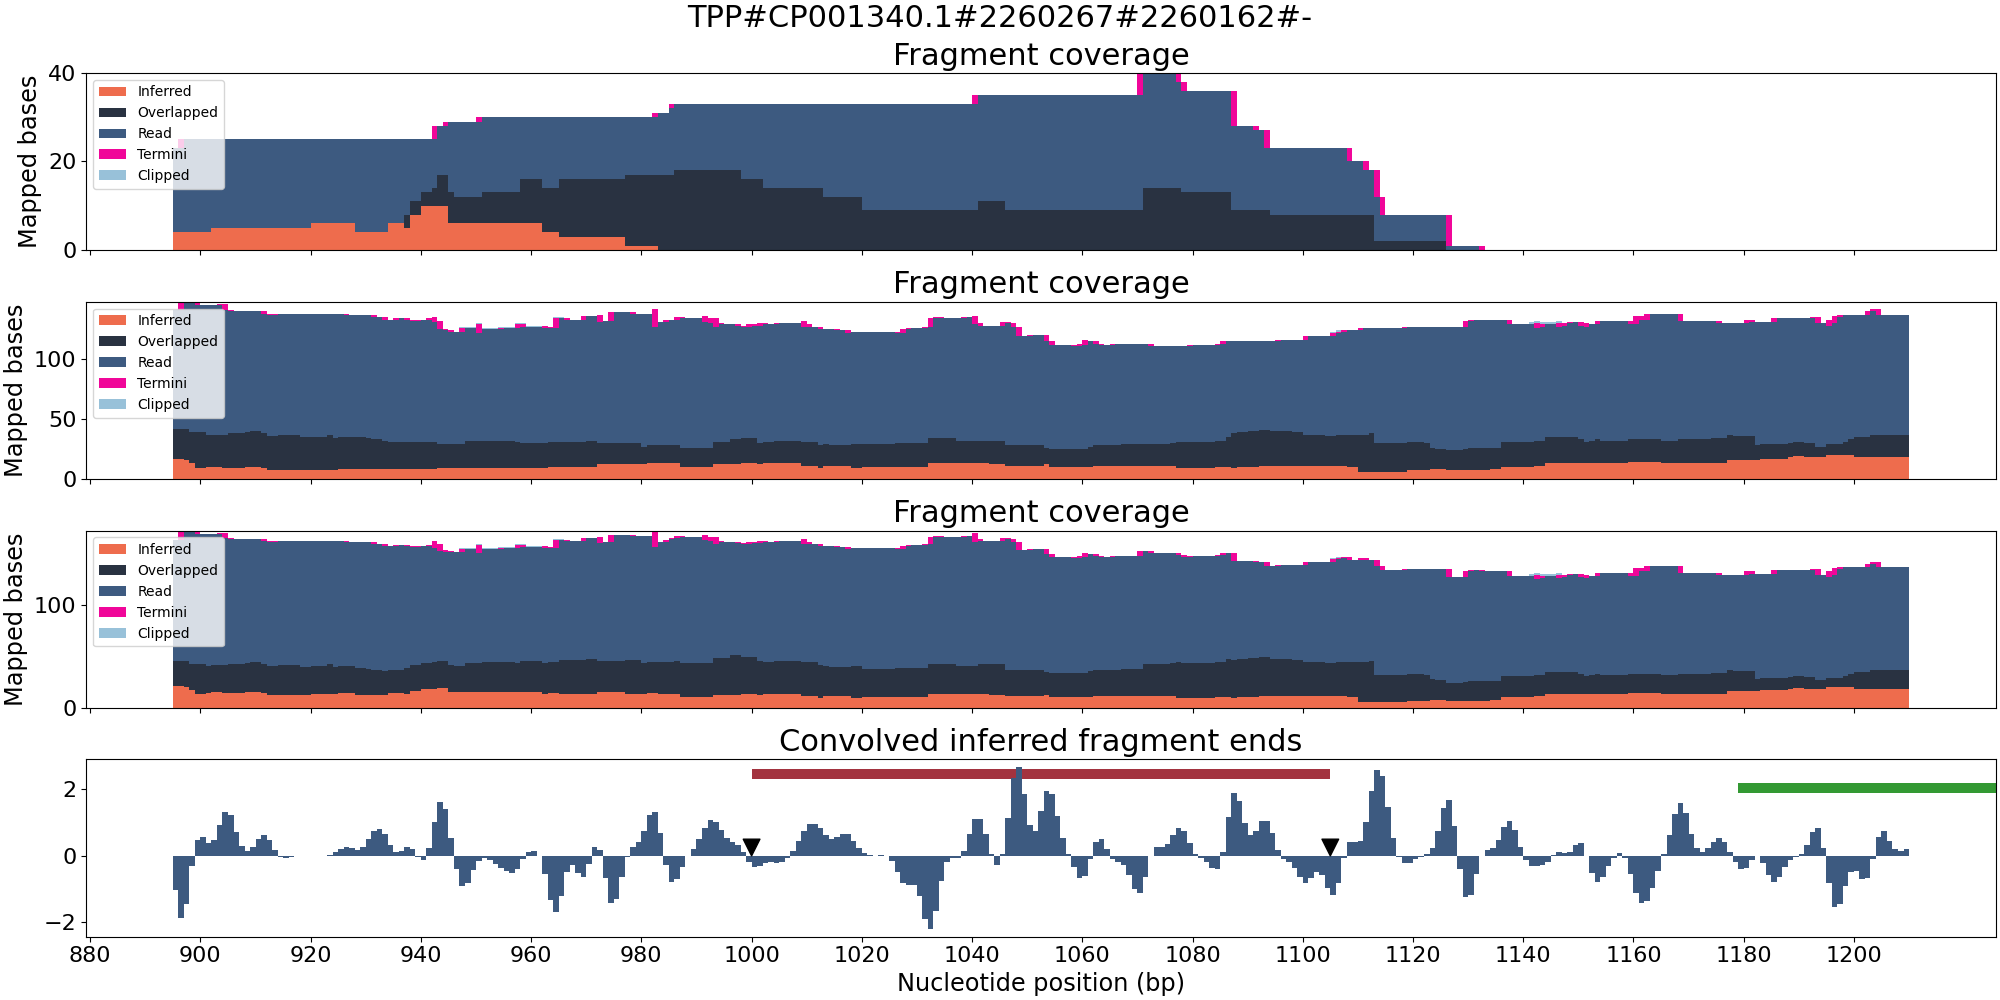 TPP#CP001340.1#2260267#2260162#-
Fragment coverage
Mapped bases
40
20
0
Inferred
Overlapped
Read
Termini
Clipped
Fragment coverage
Mapped bases
100
50
0
Inferred
Overlapped
Read
Termini
Clipped
Fragment coverage
Mapped bases
100
0
Inferred
Overlapped
Read
Termini
Clipped
Convolved inferred fragment ends
2
0
−2
880 900 920 940 960 980 1000 1020 1040 1060 1080 1100 1120 1140 1160 1180 1200
Nucleotide position (bp)